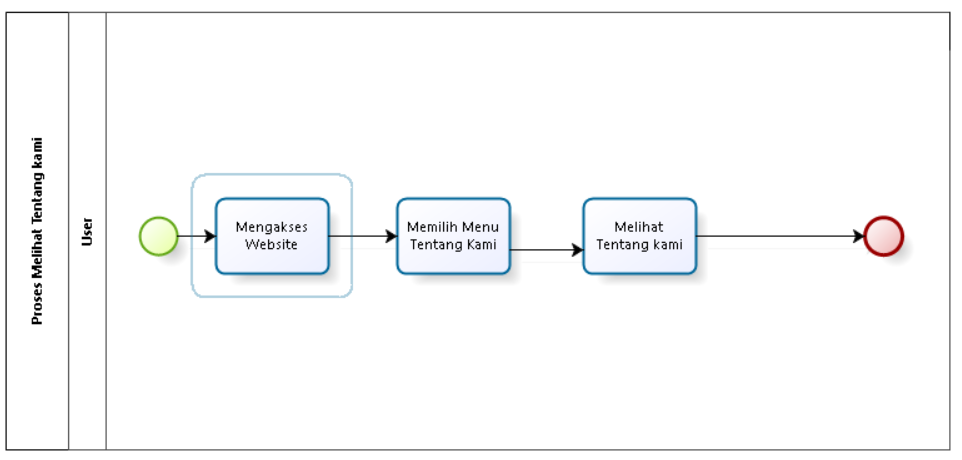 Proses Melihat Tentang kami
User
Mengakses
Website
Memilih Menu
Tentang Kami
Melihat
Tentang kami